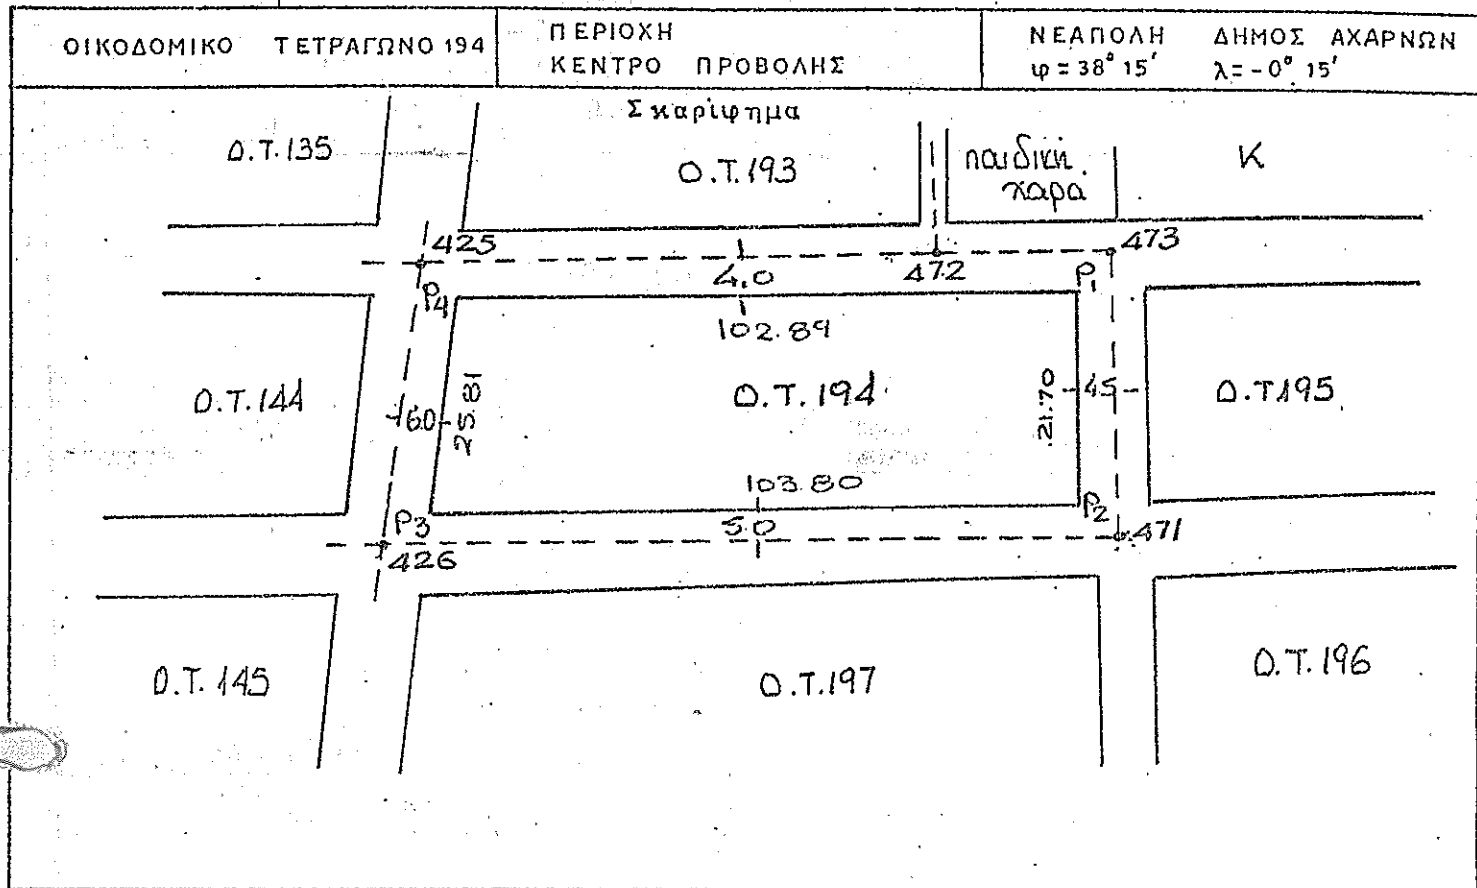 ΟΙΚΟΔΟΜΙΚΟ ΤΕΤΡΑΓΩΝΟ 194
ΠΕΡΙΟΧΗ
ΚΕΝΤΡΟ ΠΡΟΒΟΛΗΣ
ΝΕΑΠΟΛΗ ΔΗΜΟΣ ΑΧΑΡΝΩΝ
φ = 38° 15' λ = -0° 15'
Σκαρίφημα
Ο.Τ.135
Ο.Τ.193
παιδική
χαρα
Κ
425
472
473
4.0
P4
P1
102.89
Ο.Τ.144
6.0
25.81
Ο.Τ.194
21.70
4.5
Ο.Τ.195
103.80
P3
5.0
P2
471
426
Ο.Τ.145
Ο.Τ.197
Ο.Τ.196